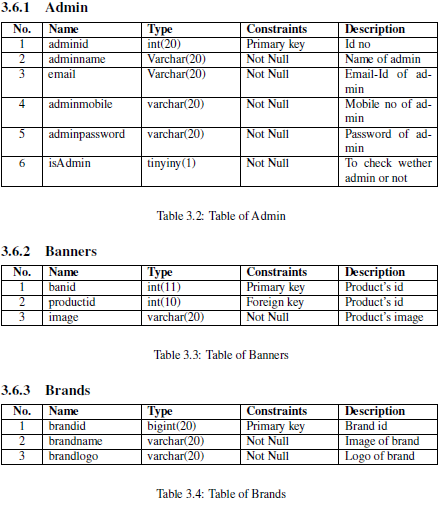 3.6.1 Admin
No. Name Type Constraints Description
1 adminid int(20) Primary key Id no
2 adminname Varchar(20) Not Null Name of admin
3 email Varchar(20) Not Null Email-Id of ad-
min
4 adminmobile varchar(20) Not Null Mobile no of ad-
min
5 adminpassword varchar(20) Not Null Password of ad-
min
6 isAdmin tinyiny(1) Not Null To check wether
admin or not
Table 3.2: Table of Admin
3.6.2 Banners
No. Name Type Constraints Description
1 banid int(11) Primary key Product's id
2 productid int(10) Foreign key Product's id
3 image varchar(20) Not Null Product's image
Table 3.3: Table of Banners
3.6.3 Brands
No. Name Type Constraints Description
1 brandid bigint(20) Primary key Brand id
2 brandname varchar(20) Not Null Image of brand
3 brandlogo varchar(20) Not Null Logo of brand
Table 3.4: Table of Brands